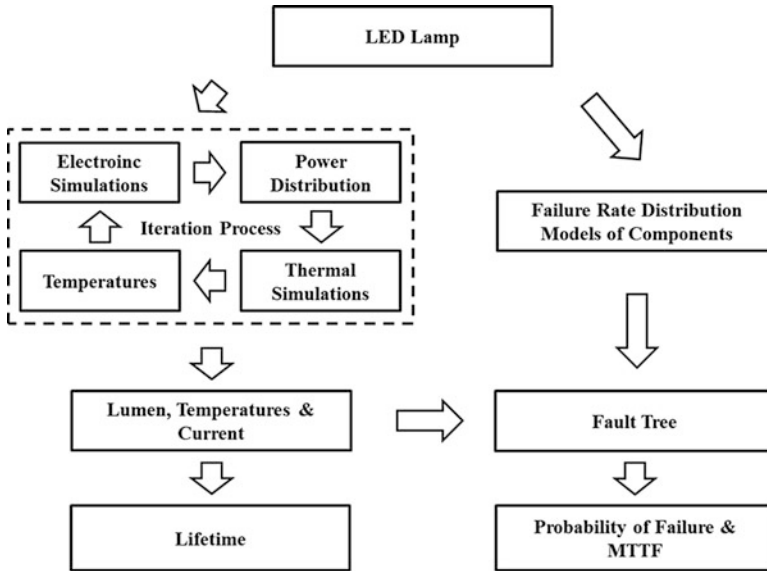 LED Lamp
Electroinc
Simulations
Power
Distribution
Iteration Process
Temperatures
Thermal
Simulations
Failure Rate Distribution
Models of Components
Lumen, Temperatures &
Current
Fault Tree
Lifetime
Probability of Failure &
MTTF